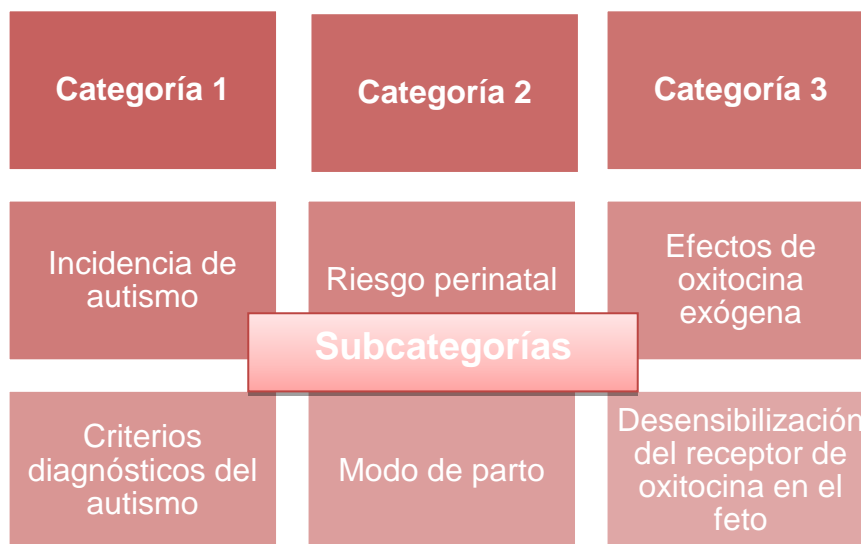 Categoría 1
Categoría 2
Categoría 3
Incidencia de
autismo
Riesgo perinatal
Efectos de
oxitocina
exógena
Subcategorías
Criterios
diagnósticos del
autismo
Modo de parto
Desensibilización
del receptor de
oxitocina en el
feto